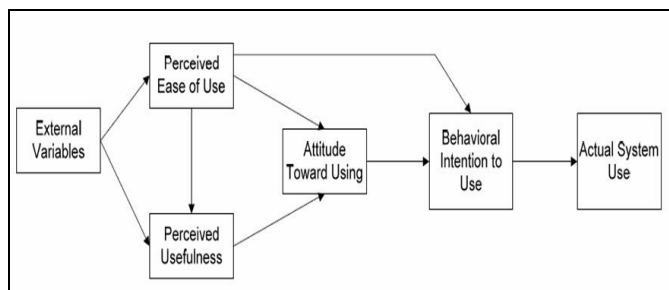 Perceived
Ease of Use
External
Variables
Attitude
Toward Using
Behavioral
Intention to
Use
Actual System
Use
Perceived
Usefulness